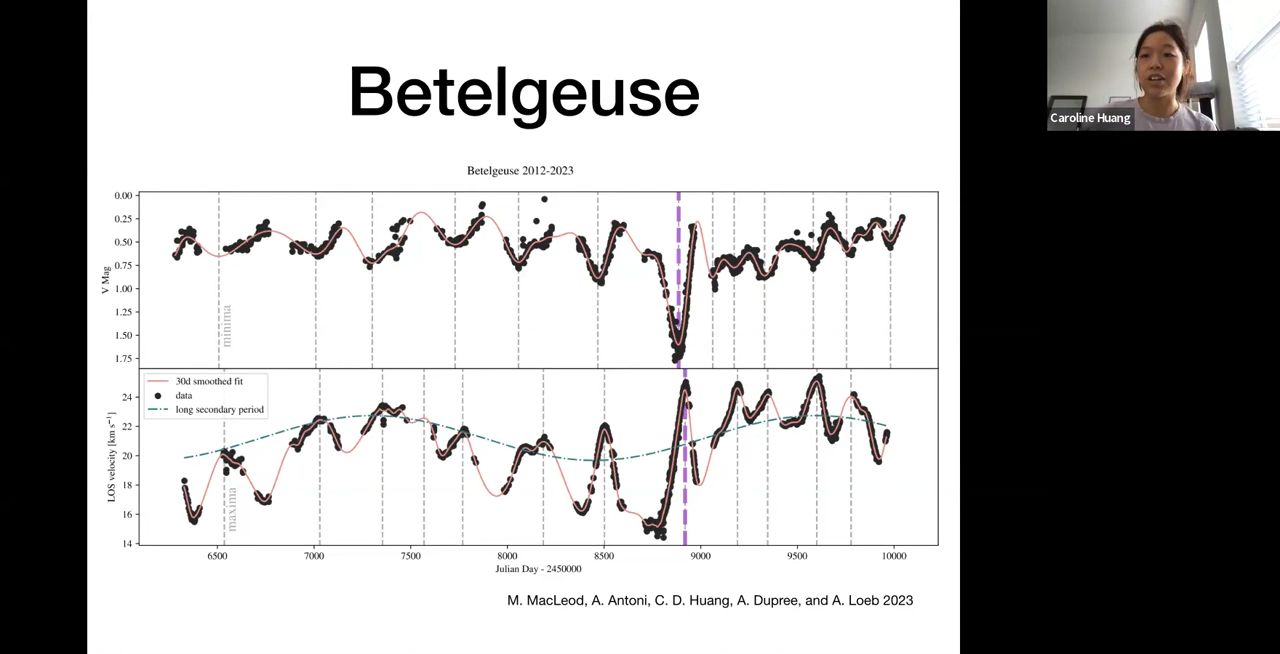 Betelgeuse
Caroline Huang
Betelgeuse 2012-2023
0.00
0.25
0.50
0.75
1.00
1.25
1.50
1.75
V Mag
minima
30d smoothed fit
data
long secondary period
24
22
20
18
16
14
LOS velocity [km s⁻¹]
maxima
6500 7000 7500 8000 8500 9000 9500 10000
Julian Day - 2450000
M. MacLeod, A. Antoni, C. D. Huang, A. Dupree, and A. Loeb 2023